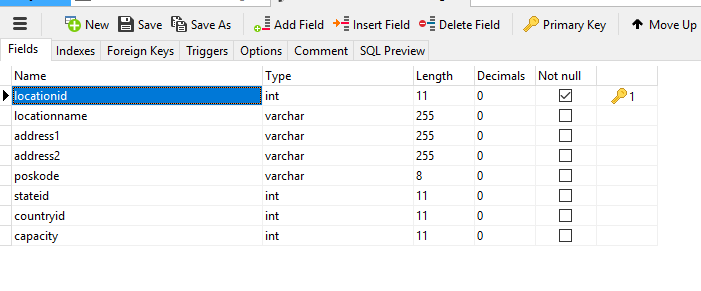 New Save Save As Add Field Insert Field Delete Field Primary Key Move Up
Fields Indexes Foreign Keys Triggers Options Comment SQL Preview
Name Type Length Decimals Not null
locationid int 11 0 1
locationname varchar 255 0
address1 varchar 255 0
address2 varchar 255 0
poskode varchar 8 0
stateid int 11 0
countryid int 11 0
capacity int 11 0